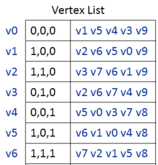 Vertex List
v0 0,0,0 v1 v5 v4 v3 v9
v1 1,0,0 v2 v6 v5 v0 v9
v2 1,1,0 v3 v7 v6 v1 v9
v3 0,1,0 v2 v6 v7 v4 v9
v4 0,0,1 v5 v0 v3 v7 v8
v5 1,0,1 v6 v1 v0 v4 v8
v6 1,1,1 v7 v2 v1 v5 v8